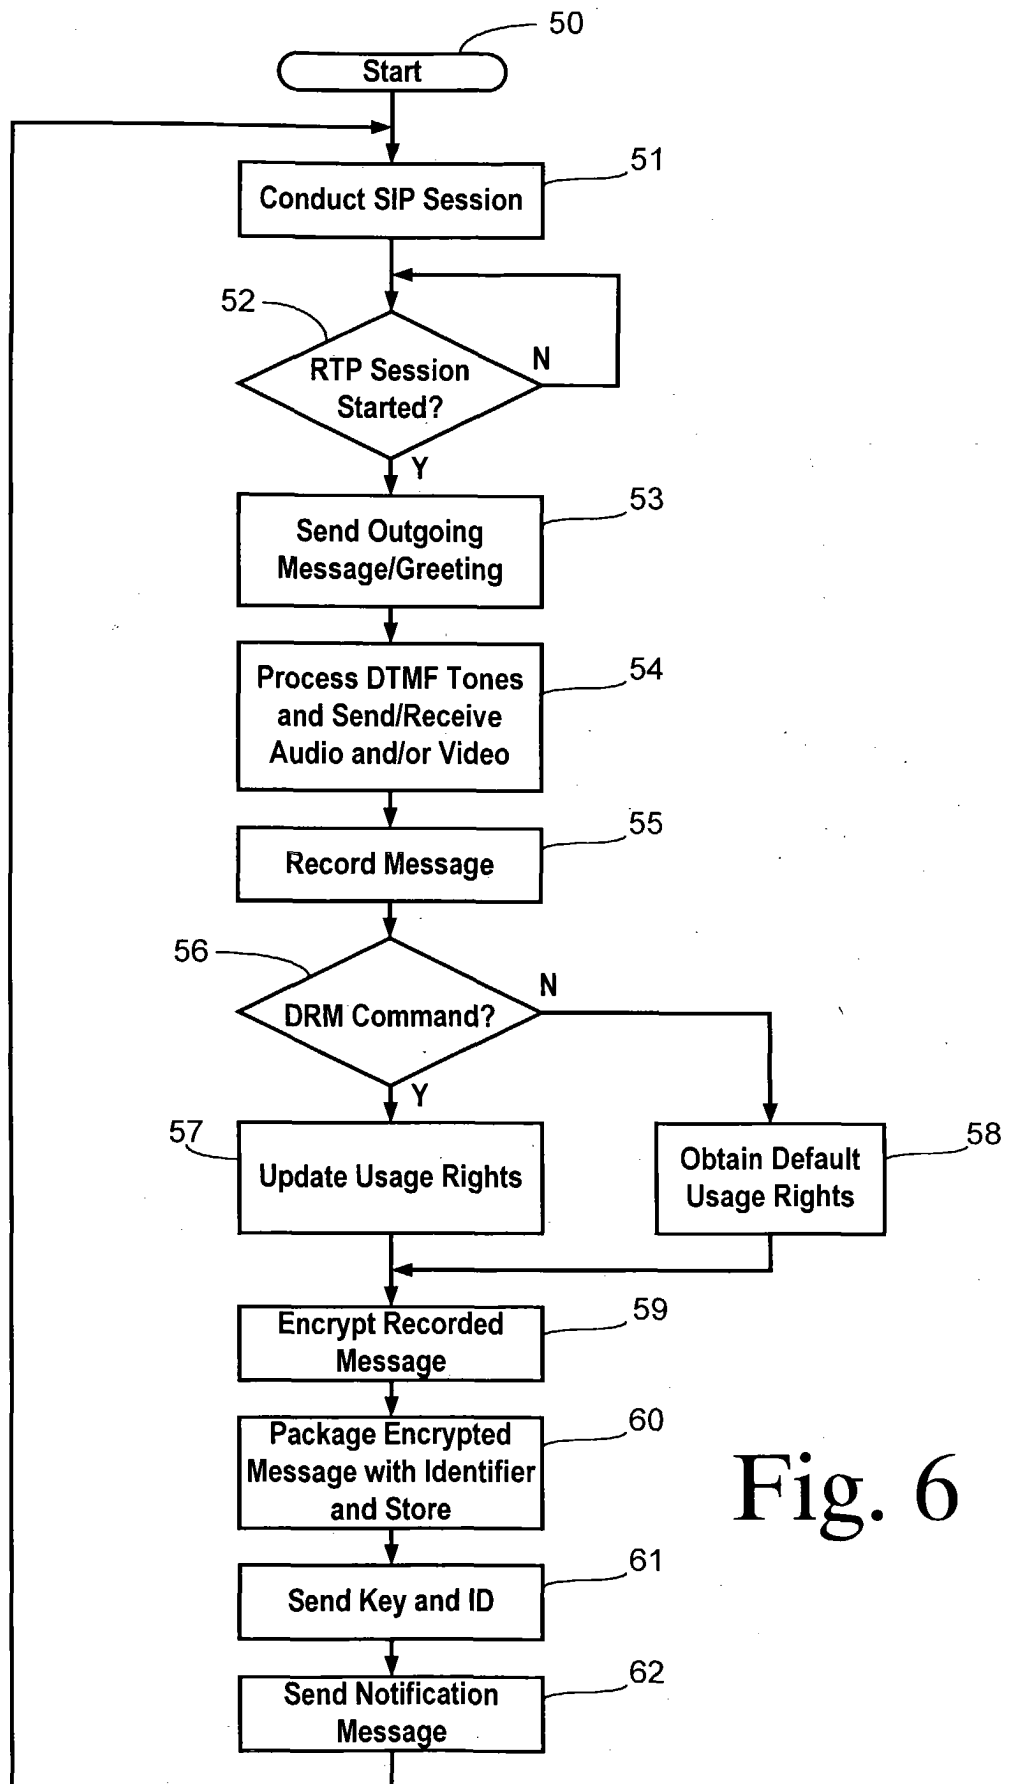 50
Start
51
Conduct SIP Session
52
RTP Session
Started?
N
Y
53
Send Outgoing
Message/Greeting
54
Process DTMF Tones
and Send/Receive
Audio and/or Video
55
Record Message
56
DRM Command?
N
Y
57
Update Usage Rights
58
Obtain Default
Usage Rights
59
Encrypt Recorded
Message
60
Package Encrypted
Message with Identifier
and Store
Fig. 6
61
Send Key and ID
62
Send Notification
Message